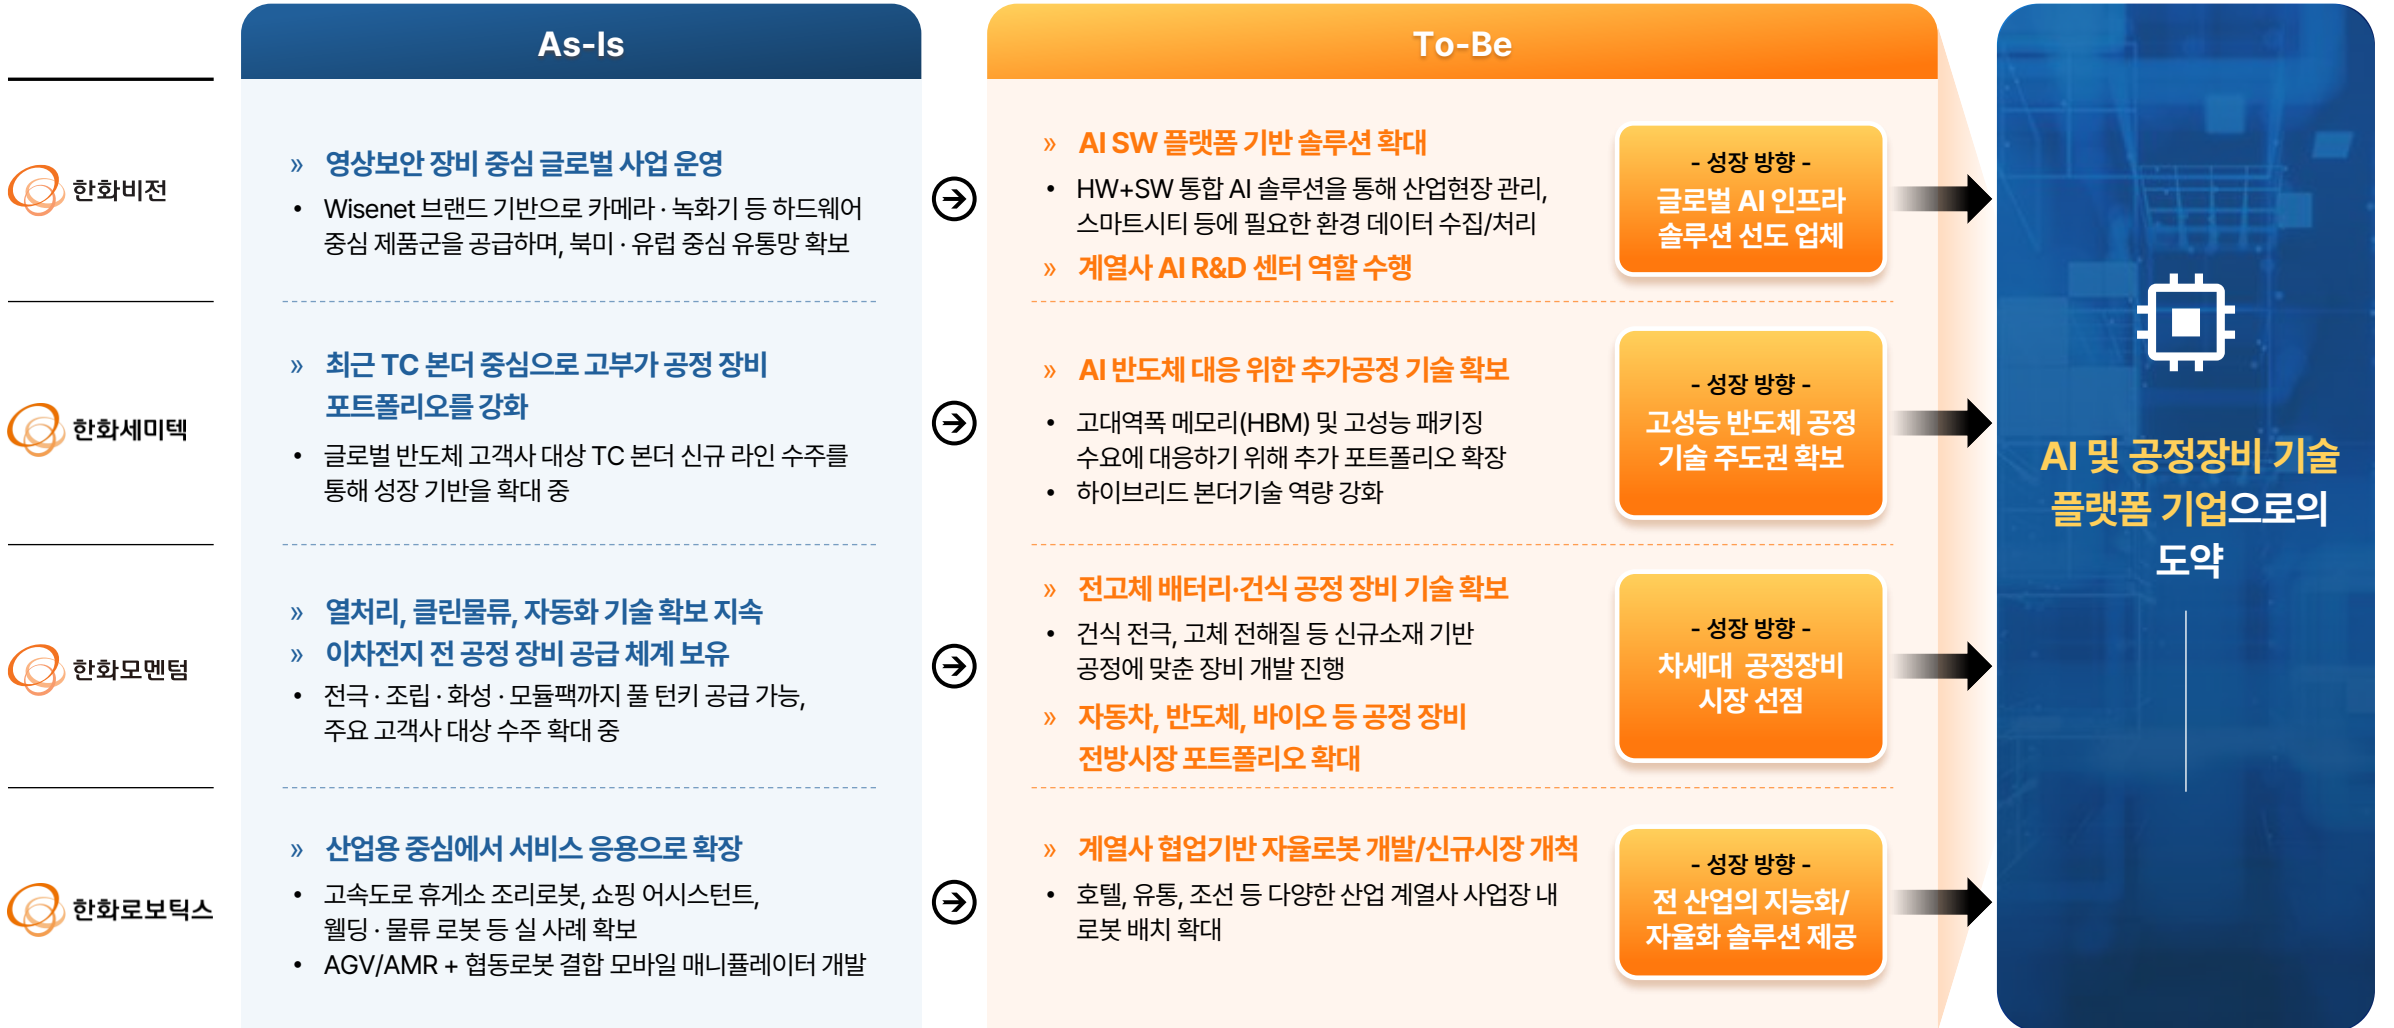 As-Is
To-Be
한화비전
영상보안 장비 중심 글로벌 사업 운영
• Wisenet 브랜드 기반으로 카메라 · 녹화기 등 하드웨어
중심 제품군을 공급하며, 북미 · 유럽 중심 유통망 확보
» AI SW 플랫폼 기반 솔루션 확대
• HW+SW 통합 AI 솔루션을 통해 산업현장 관리,
스마트시티 등에 필요한 환경 데이터 수집/처리
» 계열사 AI R&D 센터 역할 수행
- 성장 방향 -
글로벌 AI 인프라
솔루션 선도 업체
한화세미텍
» 최근 TC 본더 중심으로 고부가 공정 장비
포트폴리오를 강화
• 글로벌 반도체 고객사 대상 TC 본더 신규 라인 수주를
통해 성장 기반을 확대 중
» AI 반도체 대응 위한 추가공정 기술 확보
• 고대역폭 메모리(HBM) 및 고성능 패키징
수요에 대응하기 위해 추가 포트폴리오 확장
• 하이브리드 본더기술 역량 강화
- 성장 방향 -
고성능 반도체 공정
기술 주도권 확보
한화모멘텀
» 열처리, 클린물류, 자동화 기술 확보 지속
» 이차전지 전 공정 장비 공급 체계 보유
• 전극 · 조립 · 화성 · 모듈팩까지 풀 턴키 공급 가능,
주요 고객사 대상 수주 확대 중
» 전고체 배터리·건식 공정 장비 기술 확보
• 건식 전극, 고체 전해질 등 신규소재 기반
공정에 맞춘 장비 개발 진행
» 자동차, 반도체, 바이오 등 공정 장비
전방시장 포트폴리오 확대
- 성장 방향 -
차세대 공정장비
시장 선점
한화로보틱스
» 산업용 중심에서 서비스 응용으로 확장
• 고속도로 휴게소 조리로봇, 쇼핑 어시스턴트,
웰딩 · 물류 로봇 등 실 사례 확보
• AGV/AMR + 협동로봇 결합 모바일 매니퓰레이터 개발
» 계열사 협업기반 자율로봇 개발/신규시장 개척
• 호텔, 유통, 조선 등 다양한 산업 계열사 사업장 내
로봇 배치 확대
- 성장 방향 -
전 산업의 지능화/
자율화 솔루션 제공
AI 및 공정장비 기술
플랫폼 기업으로의
도약